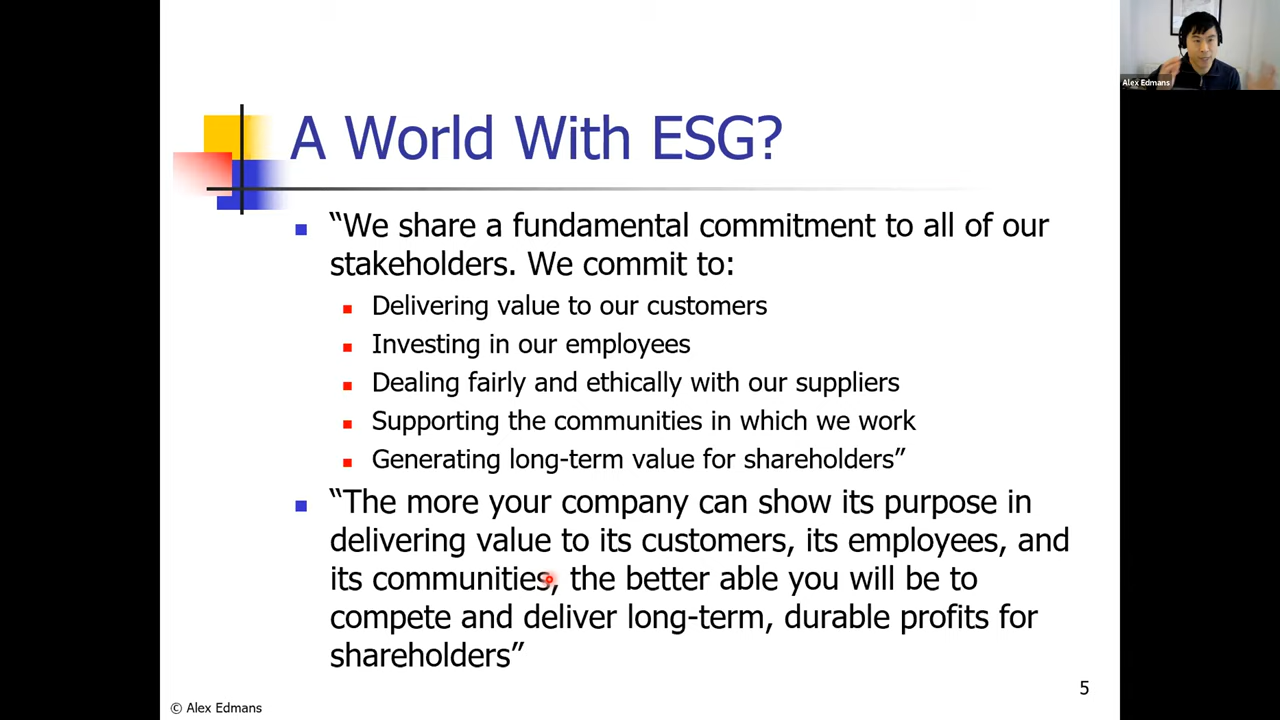 Alex Edmans
A World With ESG?
“We share a fundamental commitment to all of our
stakeholders. We commit to:
Delivering value to our customers
Investing in our employees
Dealing fairly and ethically with our suppliers
Supporting the communities in which we work
Generating long-term value for shareholders”
“The more your company can show its purpose in
delivering value to its customers, its employees, and
its communities, the better able you will be to
compete and deliver long-term, durable profits for
shareholders”
5
© Alex Edmans